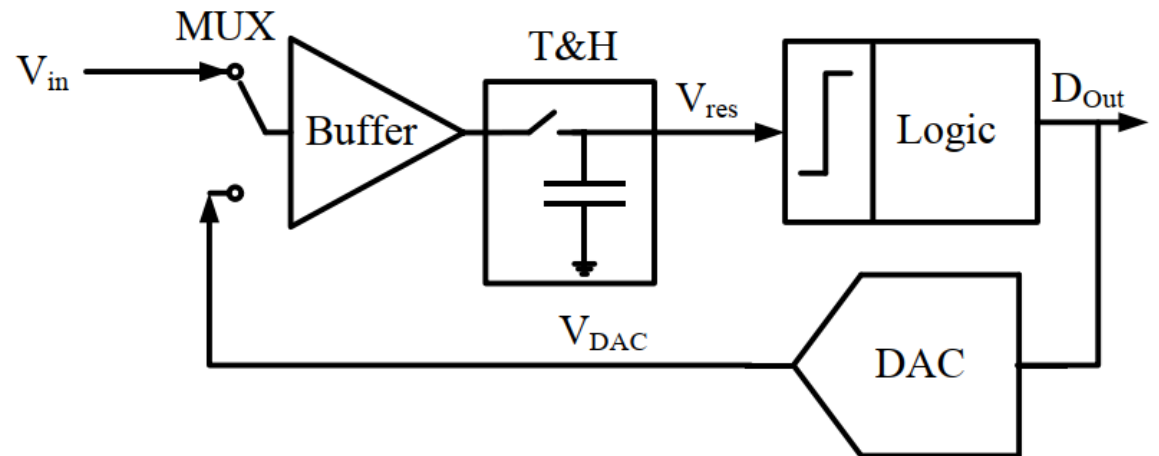 MUX
V_in
Buffer
T&H
V_res
Logic
D_Out
V_DAC
DAC